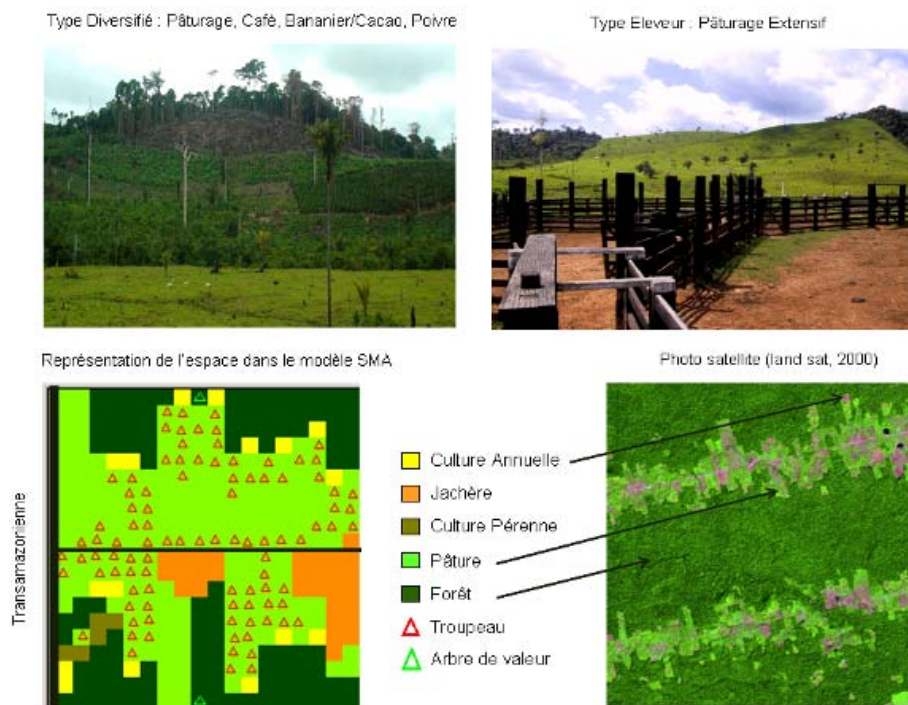 Type Diversifié : Pâturage, Café, Bananier/Cacao, Poivre
Type Eleveur : Pâturage Extensif
Représentation de l'espace dans le modèle SMA
Photo satellite (land sat, 2000)
Transamazonienne
Culture Annuelle
Jachère
Culture Pérenne
Pâture
Forêt
Troupeau
Arbre de valeur